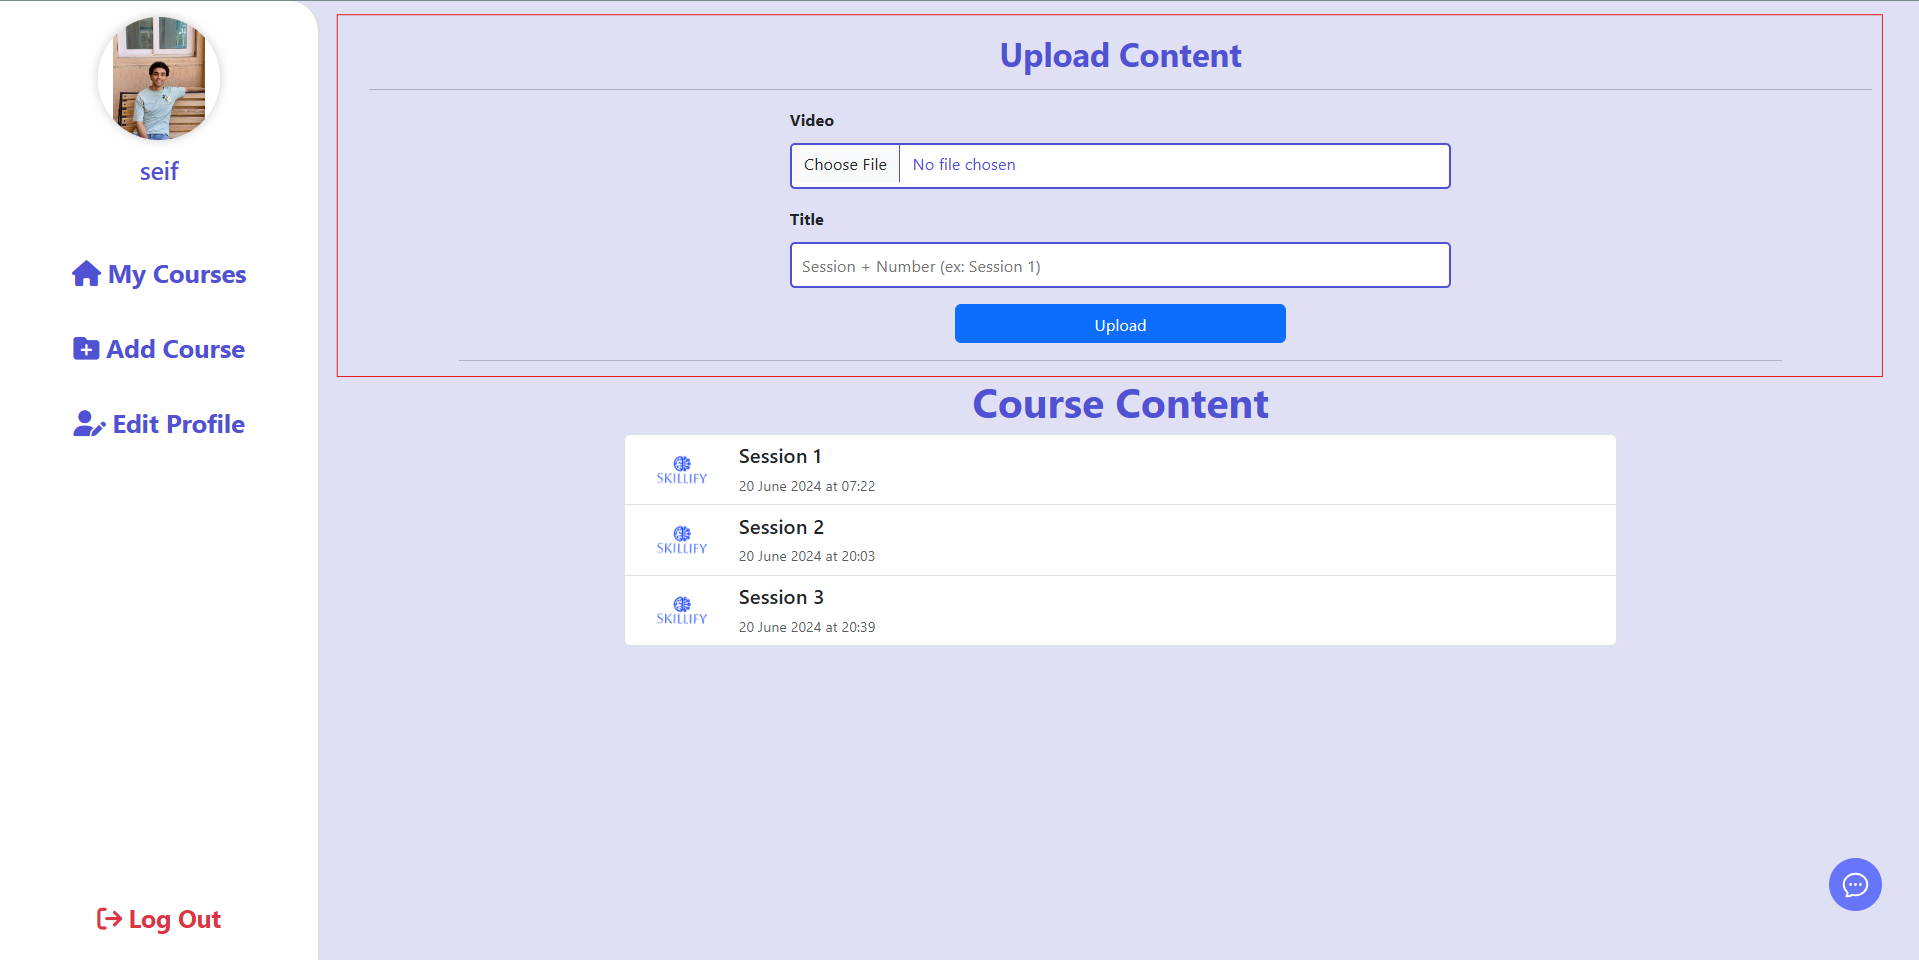 seif
My Courses
Add Course
Edit Profile
Log Out
Upload Content
Video
Choose File No file chosen
Title
Session + Number (ex: Session 1)
Upload
Course Content
SKILLIFY
Session 1
20 June 2024 at 07:22
SKILLIFY
Session 2
20 June 2024 at 20:03
SKILLIFY
Session 3
20 June 2024 at 20:39